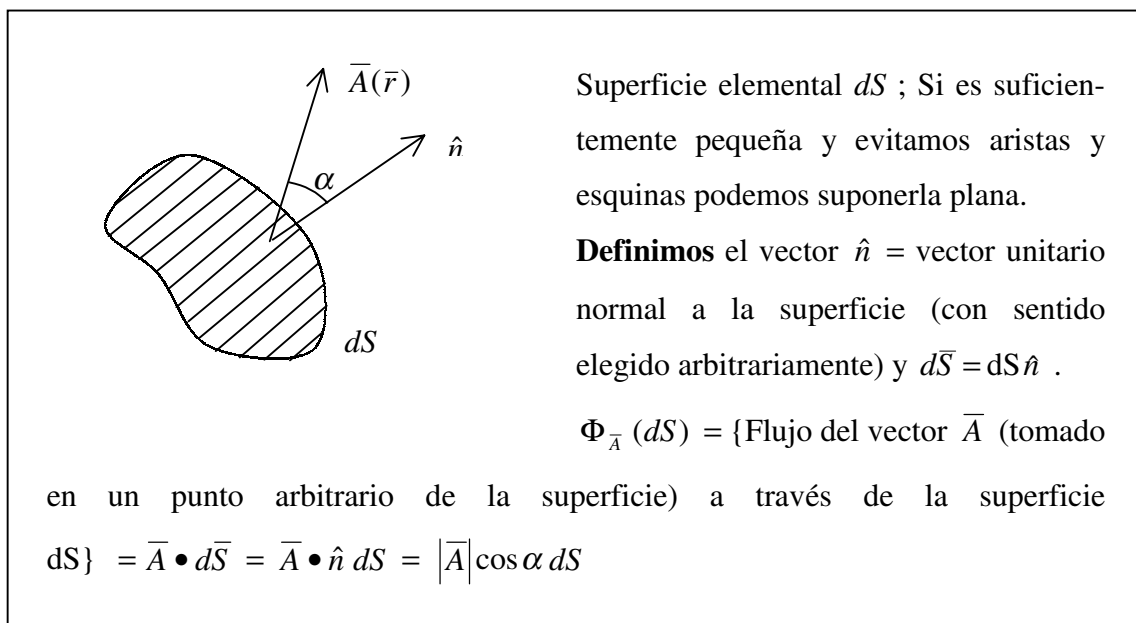 A̅(r̅)
n̂
α
dS
Superficie elemental dS ; Si es suficien-
temente pequeña y evitamos aristas y
esquinas podemos suponerla plana.
Definimos el vector n̂ = vector unitario
normal a la superficie (con sentido
elegido arbitrariamente) y dS̅ = dS n̂ .
Φ_A̅ (dS) = {Flujo del vector A̅ (tomado
en un punto arbitrario de la superficie) a través de la superficie
dS} = A̅ • dS̅ = A̅ • n̂ dS = |A̅| cos α dS